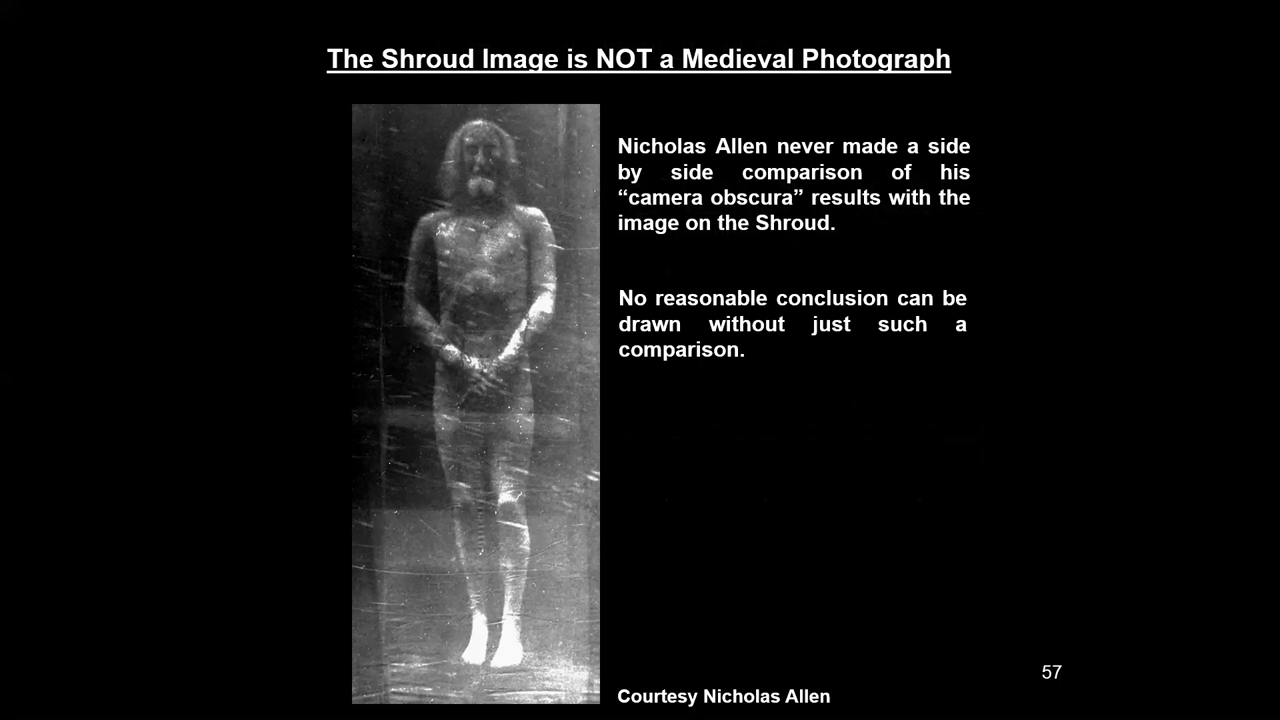 The Shroud Image is NOT a Medieval Photograph
Nicholas Allen never made a side
by side comparison of his
“camera obscura” results with the
image on the Shroud.
No reasonable conclusion can be
drawn without just such a
comparison.
57
Courtesy Nicholas Allen